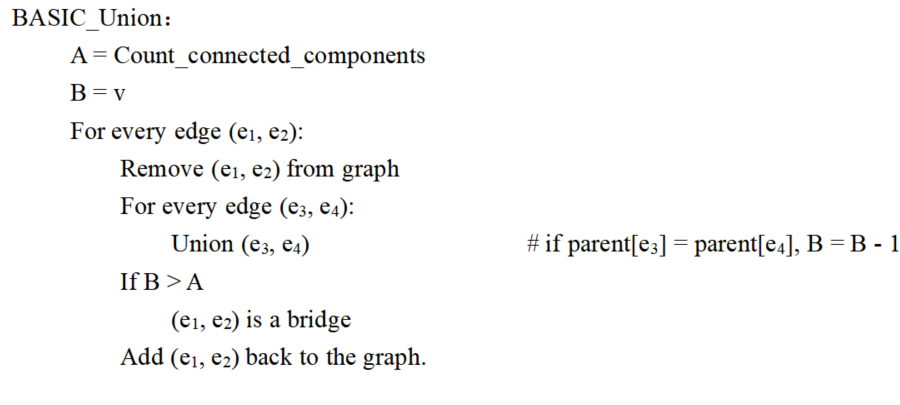 BASIC_Union：
A = Count_connected_components
B = v
For every edge (e₁, e₂):
Remove (e₁, e₂) from graph
For every edge (e₃, e₄):
Union (e₃, e₄) # if parent[e₃] = parent[e₄], B = B - 1
If B > A
(e₁, e₂) is a bridge
Add (e₁, e₂) back to the graph.